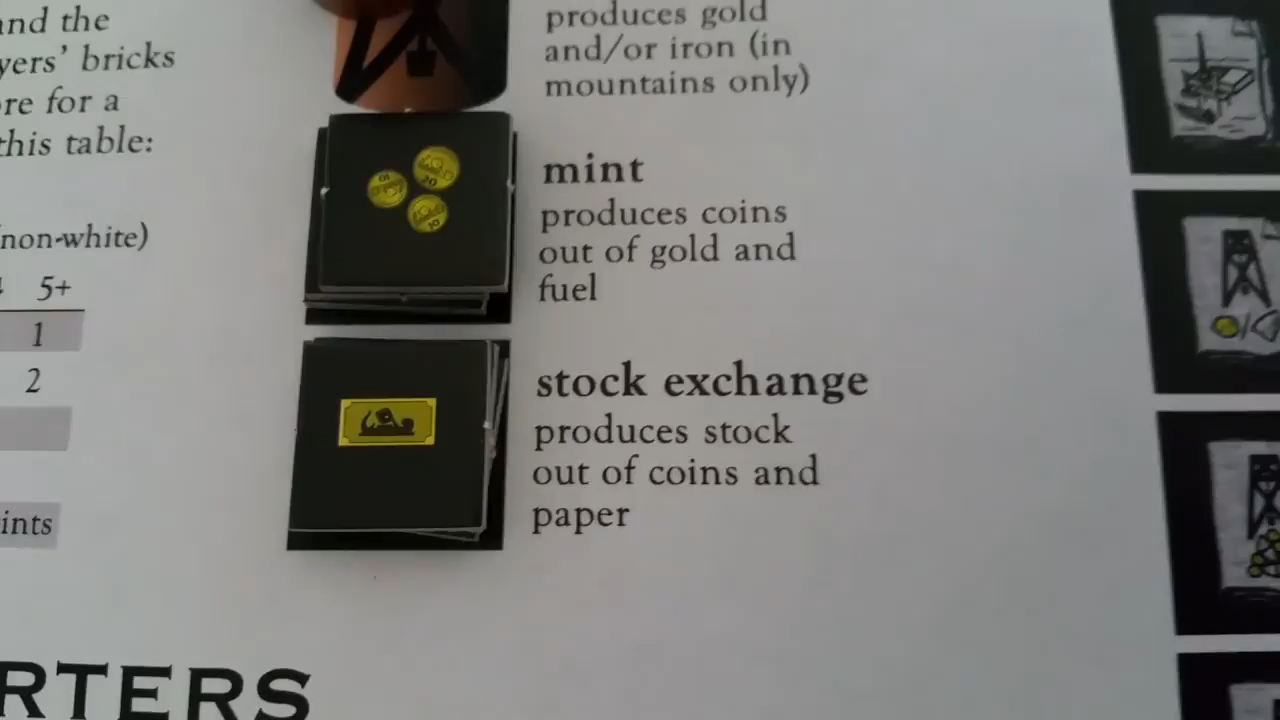 and the
yers' bricks
ore for a
this table:
non-white)
5+
1
2
ints
produces gold
and/or iron (in
mountains only)
mint
produces coins
out of gold and
fuel
stock exchange
produces stock
out of coins and
paper
RTERS